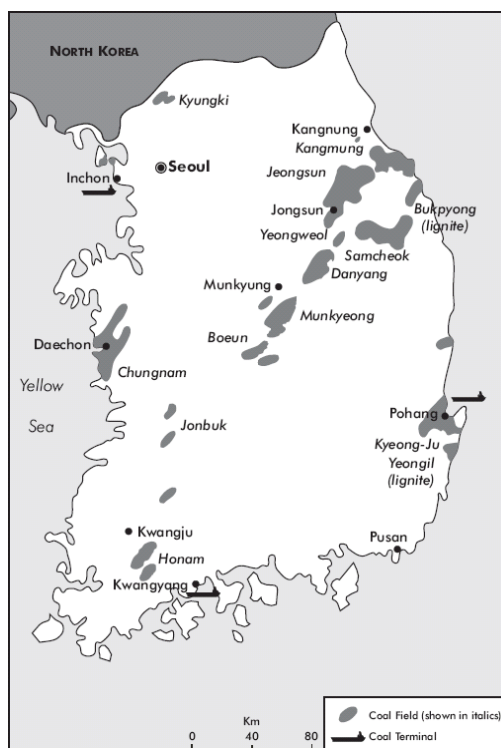 NORTH KOREA
Kyungki
Kangnung
Kangmung
Seoul
Inchon
Jeongsun
Jongsun
Bukpyong
(lignite)
Yeongweol
Samcheok
Danyang
Munkyung
Munkyeong
Boeun
Daechon
Chungnam
Yellow
Sea
Jonbuk
Pohang
Kyeong-Ju
Yeongil
(lignite)
Kwangju
Pusan
Honam
Kwangyang
Km
0 40 80
Coal Field (shown in italics)
Coal Terminal